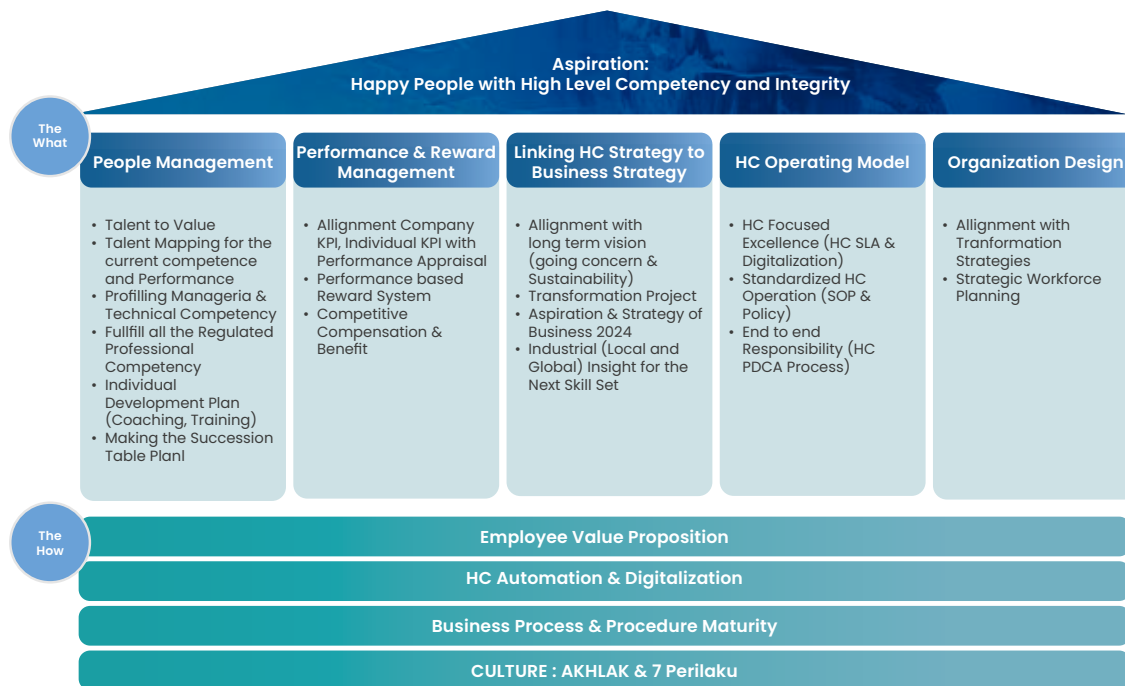 Aspiration:
Happy People with High Level Competency and Integrity
The
What
People Management
• Talent to Value
• Talent Mapping for the
current competence
and Performance
• Profilling Manageria &
Technical Competency
• Fullfill all the Regulated
Professional
Competency
• Individual
Development Plan
(Coaching, Training)
• Making the Succession
Table Planl
Performance & Reward
Management
• Allignment Company
KPI, Individual KPI with
Performance Appraisal
• Performance based
Reward System
• Competitive
Compensation &
Benefit
Linking HC Strategy to
Business Strategy
• Allignment with
long term vision
(going concern &
Sustainability)
• Transformation Project
• Aspiration & Strategy of
Business 2024
• Industrial (Local and
Global) Insight for the
Next Skill Set
HC Operating Model
• HC Focused
Excellence (HC SLA &
Digitalization)
• Standardized HC
Operation (SOP &
Policy)
• End to end
Responsibility (HC
PDCA Process)
Organization Design
• Allignment with
Tranformation
Strategies
• Strategic Workforce
Planning
The
How
Employee Value Proposition
HC Automation & Digitalization
Business Process & Procedure Maturity
CULTURE : AKHLAK & 7 Perilaku